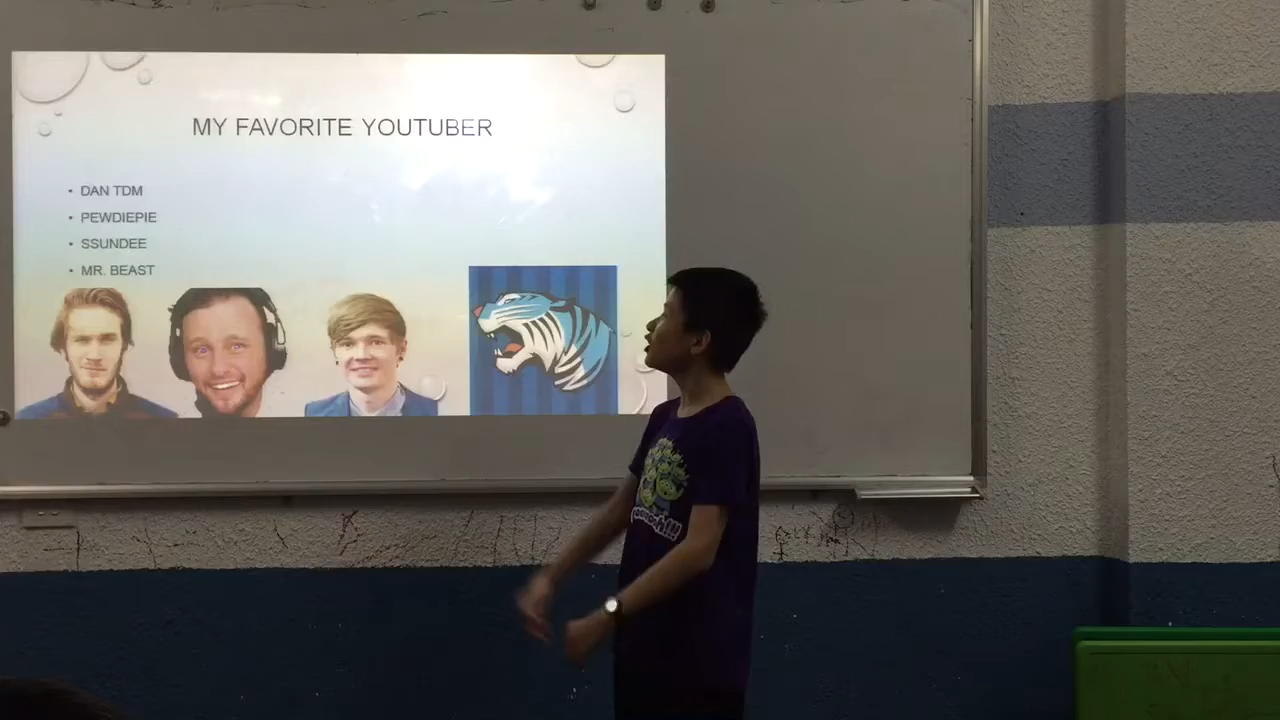 MY FAVORITE YOUTUBER
• DAN TDM
• PEWDIEPIE
• SSUNDEE
• MR. BEAST